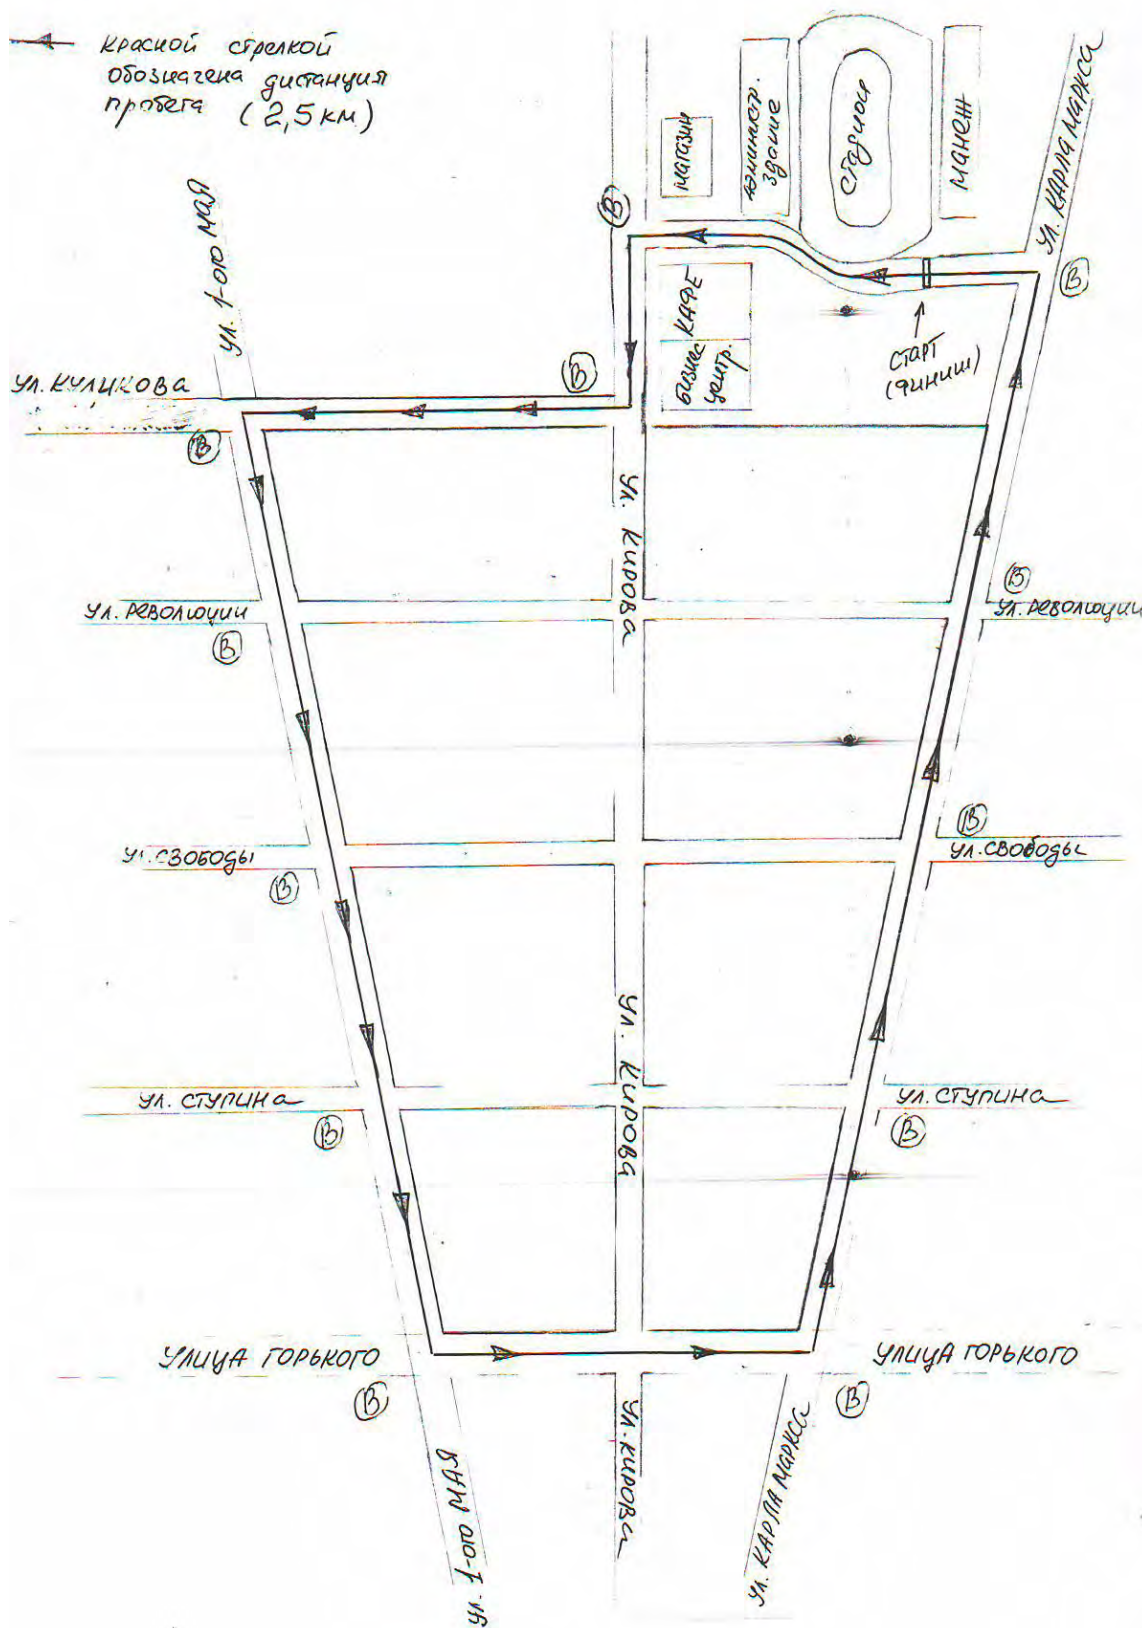 красной стрелкой
обозначена дистанция
пробега (2,5 км)
магазин
администр.
здание
стадион
манеж
ул. Карла Маркса
В
В
ул. 1-ого мая
кафе
бизнес
центр.
старт
(финиш)
В
ул. Куликова
В
ул. Кирова
В
ул. Революции
ул. Революции
В
В
ул. Свободы
ул. Свободы
В
ул. Кирова
ул. Ступина
ул. Ступина
В
В
улица Горького
улица Горького
В
В
ул. Кирова
ул. 1-ого мая
ул. Карла Маркса